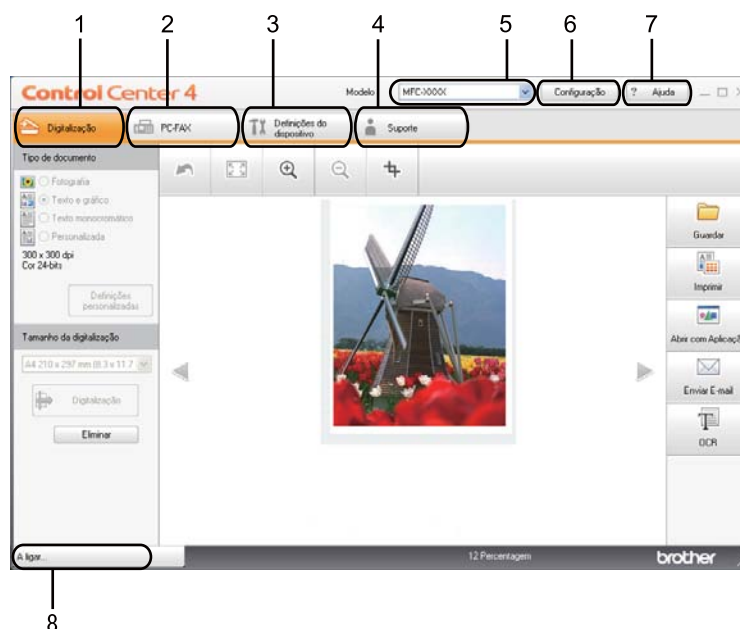 1 2 3 4 5 6 7
Control Center 4
Modelo MFC-XXXX Configuração ? Ajuda
Digitalização PC-FAX Definições do dispositivo Suporte
Tipo de documento
Fotografia
Texto e gráfico
Texto monocromático
Personalizada
300 x 300 dpi
Cor 24-bits
Definições
personalizadas
Tamanho da digitalização
A4 210 x 297 mm (8.3 x 11.7
Digitalização
Eliminar
Guardar
Imprimir
Abrir com Aplicaçã
Enviar E-mail
OCR
A ligar...
12 Percentagem
brother
8